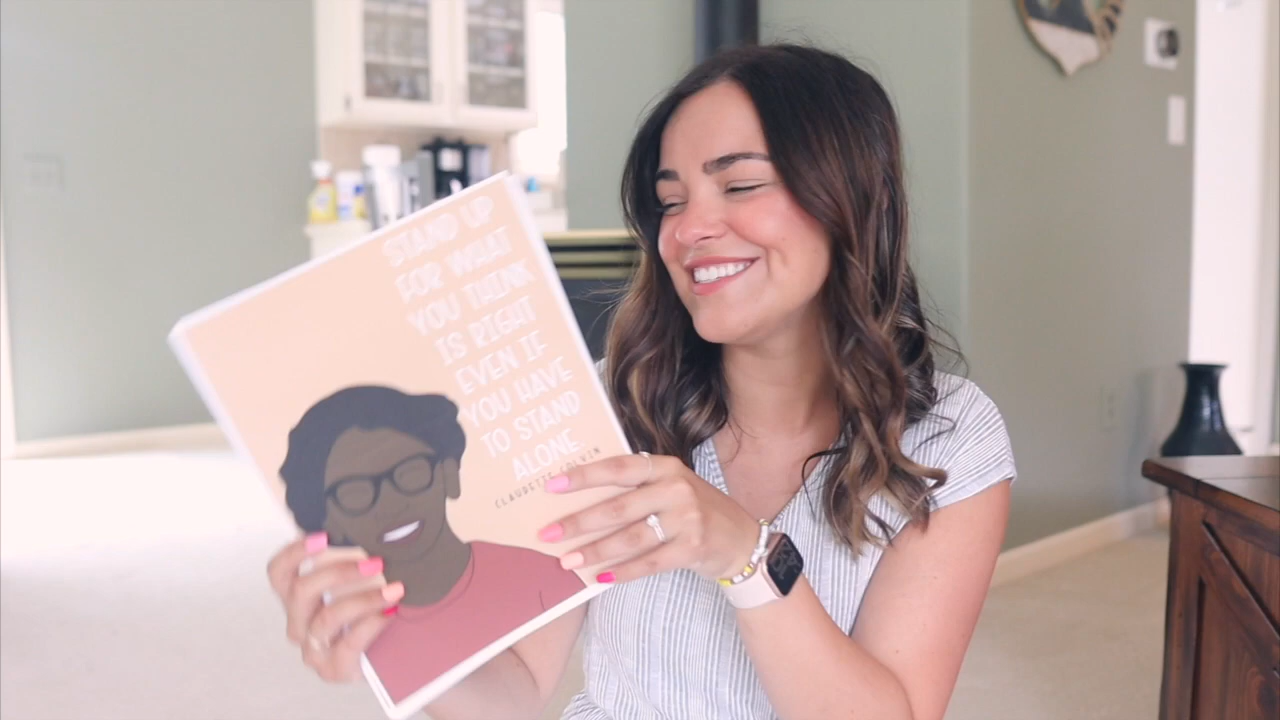 STAND UP
FOR WHAT
YOU THINK
IS RIGHT
EVEN IF
YOU HAVE
TO STAND
ALONE.
CLAUDETTE COLVIN